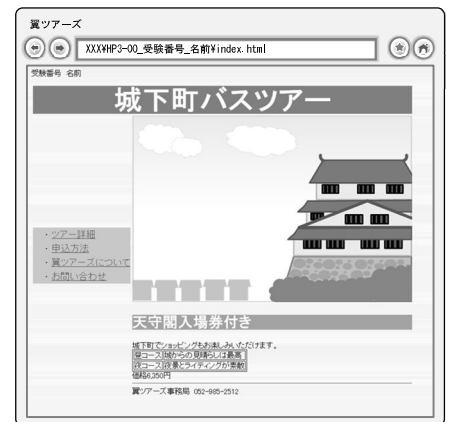 翼ツアーズ
XXX¥HP3-00_受験番号_名前¥index.html
受験番号 名前
城下町バスツアー
・ツアー詳細
・申込方法
・翼ツアーズについて
・お問い合わせ
天守閣入場券付き
城下町でショッピングもお楽しみいただけます。
昼コース 城からの見晴らしは最高
夜コース 夜景とライティングが素敵
価格6,350円
翼ツアーズ事務局 052-985-2512